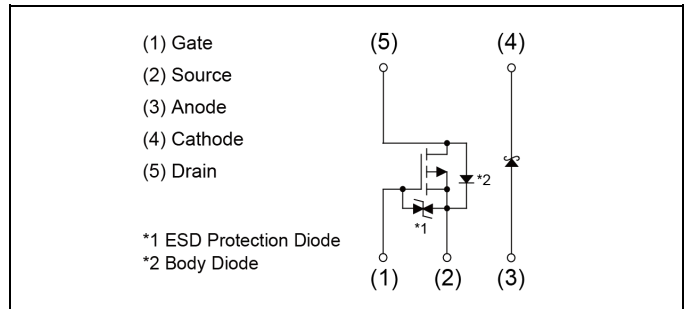 (1) Gate
(2) Source
(3) Anode
(4) Cathode
(5) Drain
*1 ESD Protection Diode
*2 Body Diode
(5)
(4)
*2
*1
(1)
(2)
(3)